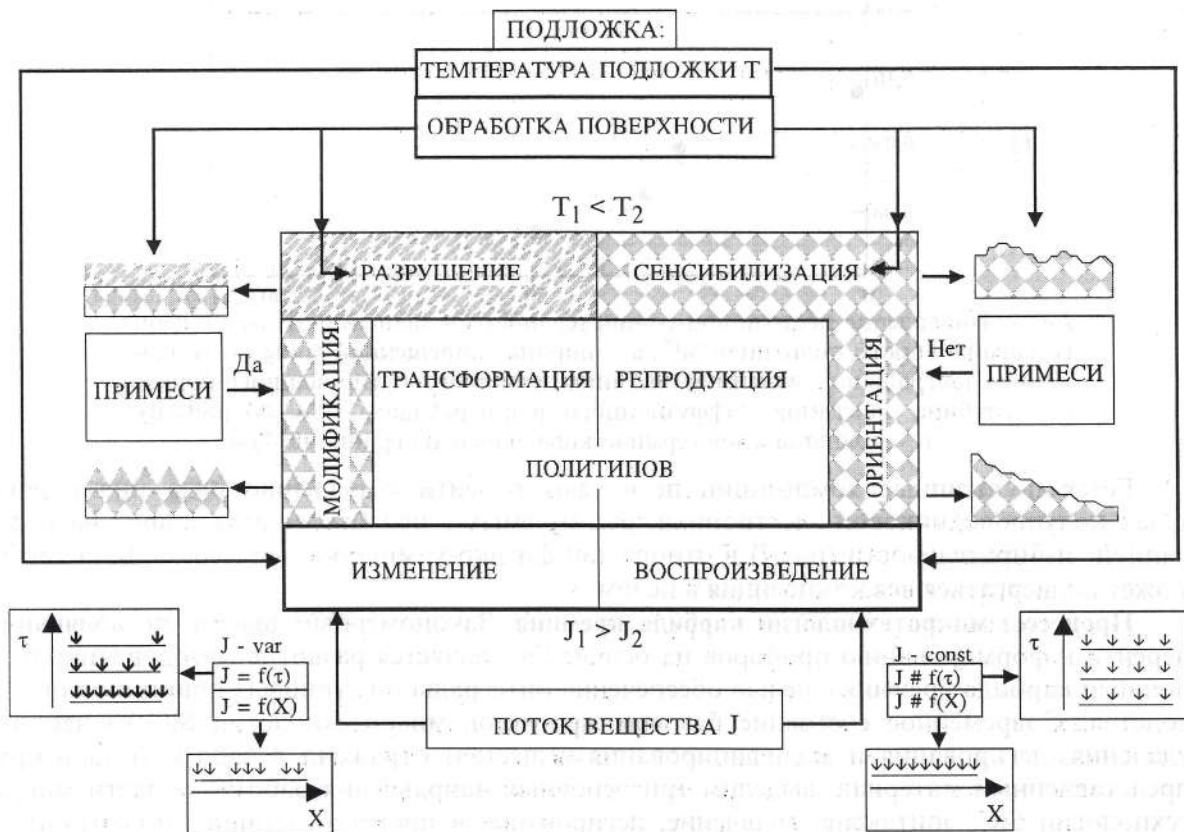 ПОДЛОЖКА:
ТЕМПЕРАТУРА ПОДЛОЖКИ Т
ОБРАБОТКА ПОВЕРХНОСТИ
T₁ < T₂
РАЗРУШЕНИЕ
СЕНСИБИЛИЗАЦИЯ
МОДИФИКАЦИЯ
ТРАНСФОРМАЦИЯ
РЕПРОДУКЦИЯ
ОРИЕНТАЦИЯ
ПРИМЕСИ
Да
Нет
ПРИМЕСИ
ПОЛИТИПОВ
ИЗМЕНЕНИЕ
ВОСПРОИЗВЕДЕНИЕ
J₁ > J₂
τ
J - var
J = f(τ)
J = f(X)
J - const
J # f(τ)
J # f(X)
τ
ПОТОК ВЕЩЕСТВА J
X
X